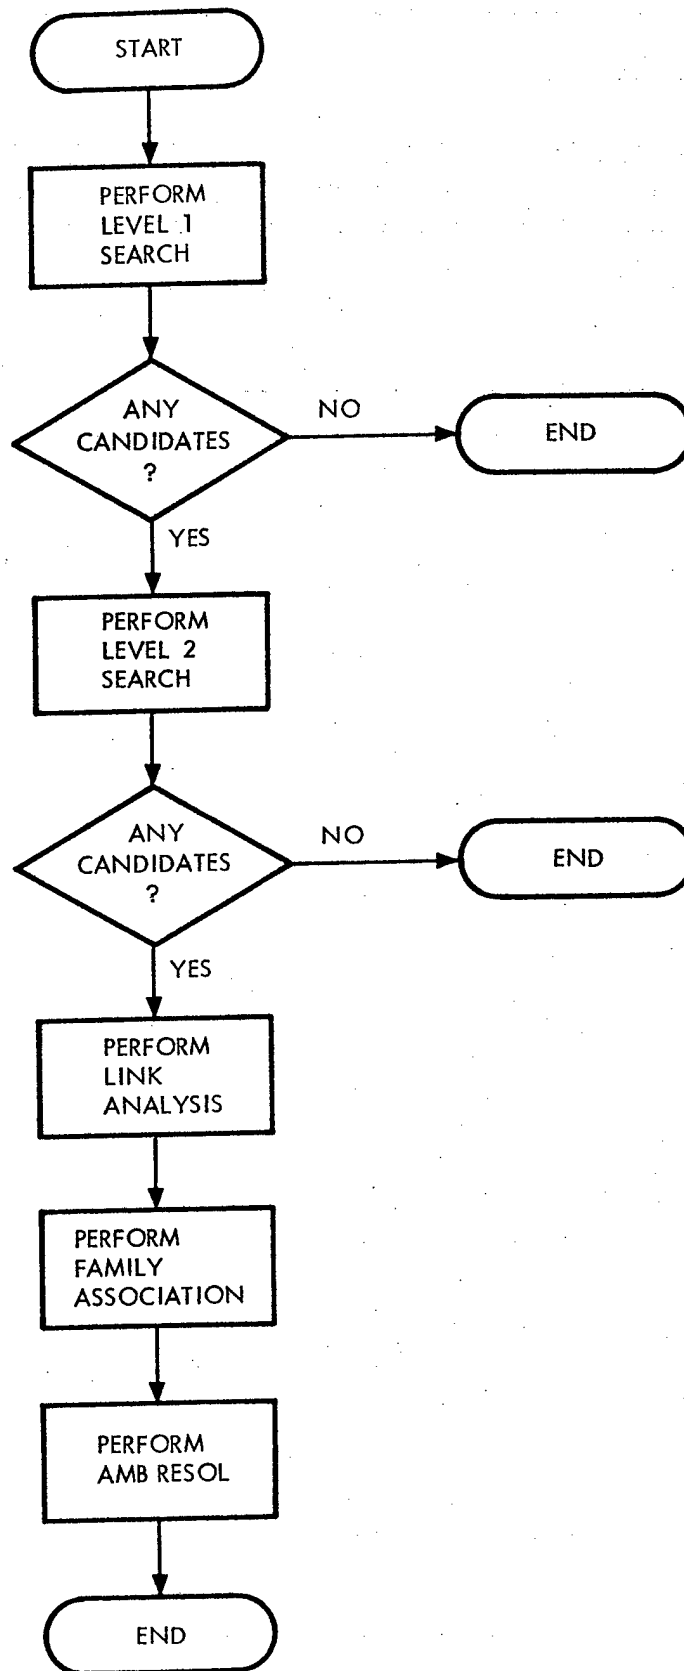 START
PERFORM
LEVEL 1
SEARCH
ANY
CANDIDATES
?
NO
END
YES
PERFORM
LEVEL 2
SEARCH
ANY
CANDIDATES
?
NO
END
YES
PERFORM
LINK
ANALYSIS
PERFORM
FAMILY
ASSOCIATION
PERFORM
AMB RESOL
END